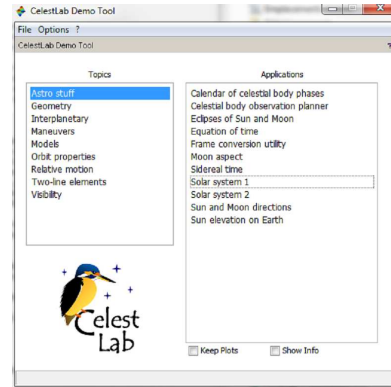 CelestLab Demo Tool
File Options ?
CelestLab Demo Tool
Topics
Astro stuff
Geometry
Interplanetary
Maneuvers
Models
Orbit properties
Relative motion
Two-line elements
Visibility
Applications
Calendar of celestial body phases
Celestial body observation planner
Eclipses of Sun and Moon
Equation of time
Frame conversion utility
Moon aspect
Sidereal time
Solar system 1
Solar system 2
Sun and Moon directions
Sun elevation on Earth
Celest
Lab
Keep Plots
Show Info